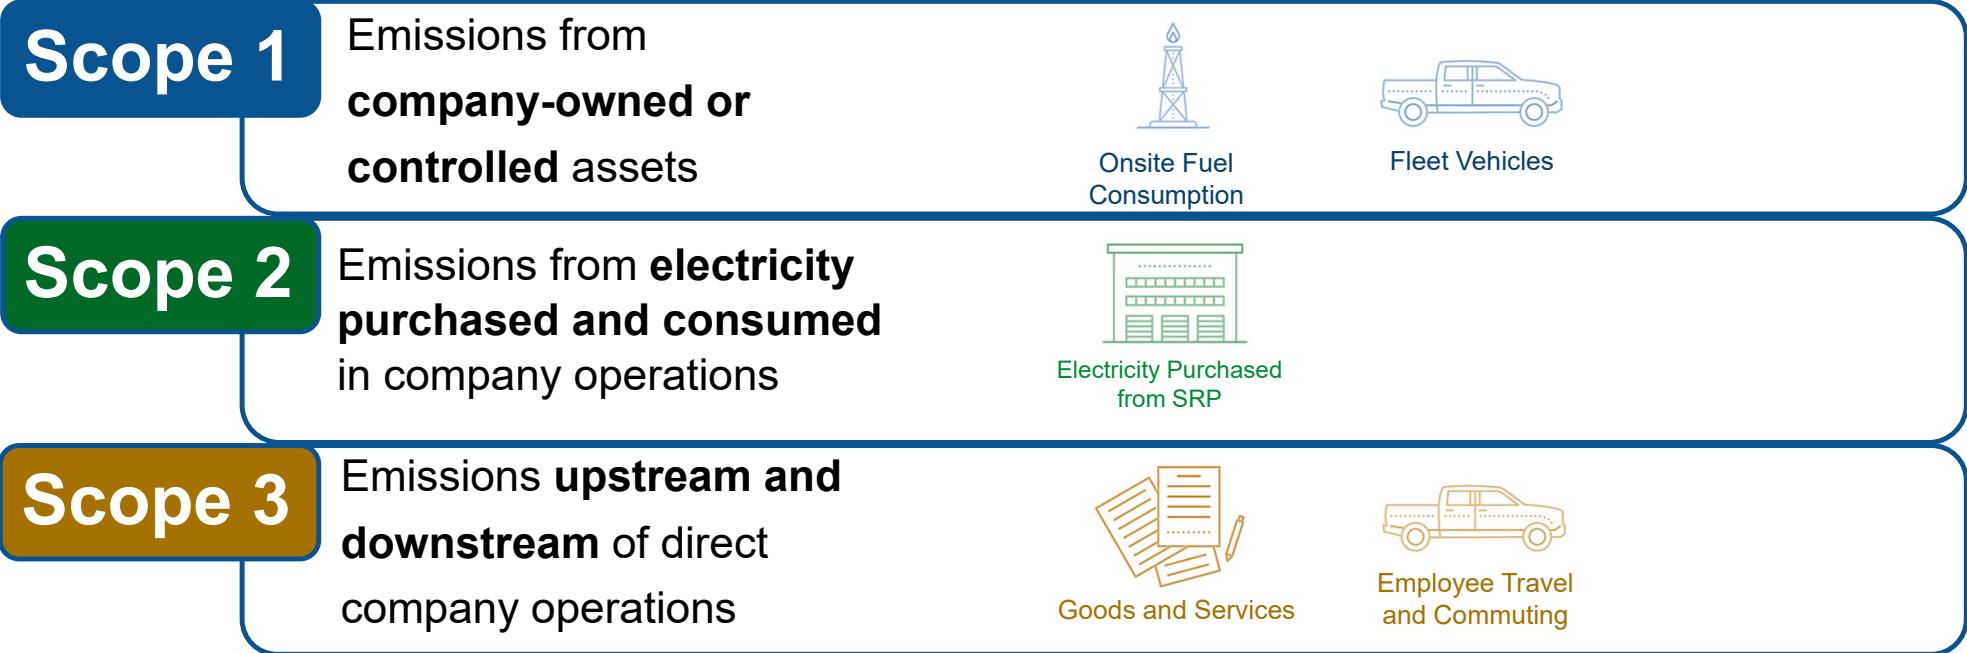 Scope 1
Emissions from
company-owned or
controlled assets
Onsite Fuel
Consumption
Fleet Vehicles
Scope 2
Emissions from electricity
purchased and consumed
in company operations
Electricity Purchased
from SRP
Scope 3
Emissions upstream and
downstream of direct
company operations
Goods and Services
Employee Travel
and Commuting